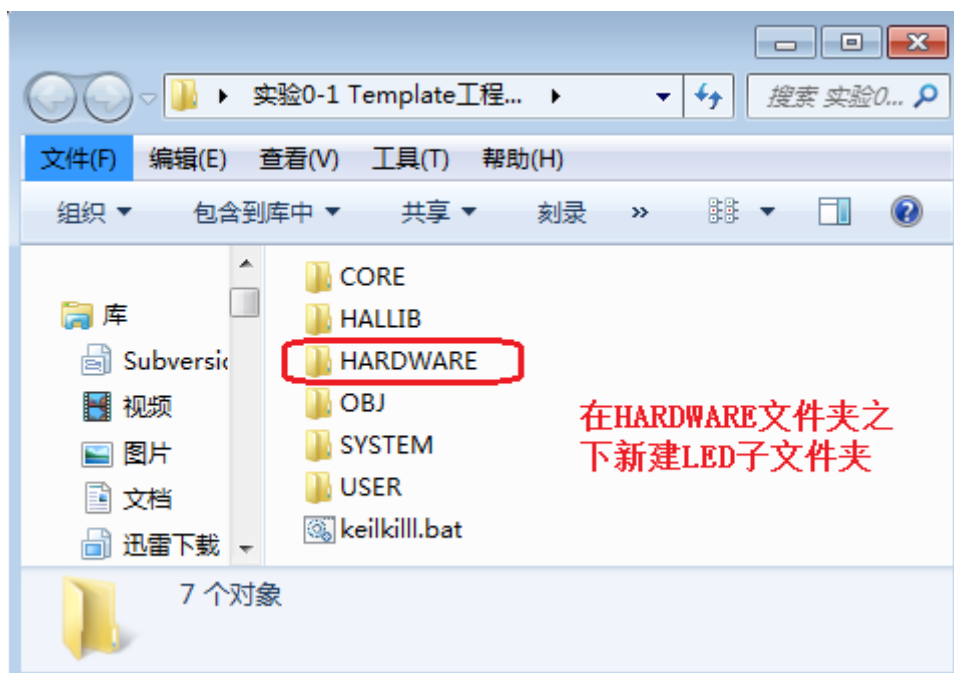 实验0-1 Template工程...
搜索 实验0...
文件(F) 编辑(E) 查看(V) 工具(T) 帮助(H)
组织 包含到库中 共享 刻录 »
库
Subversi
视频
图片
文档
迅雷下载
CORE
HALLIB
HARDWARE
OBJ
SYSTEM
USER
keilkilll.bat
在HARDWARE文件夹之
下新建LED子文件夹
7 个对象